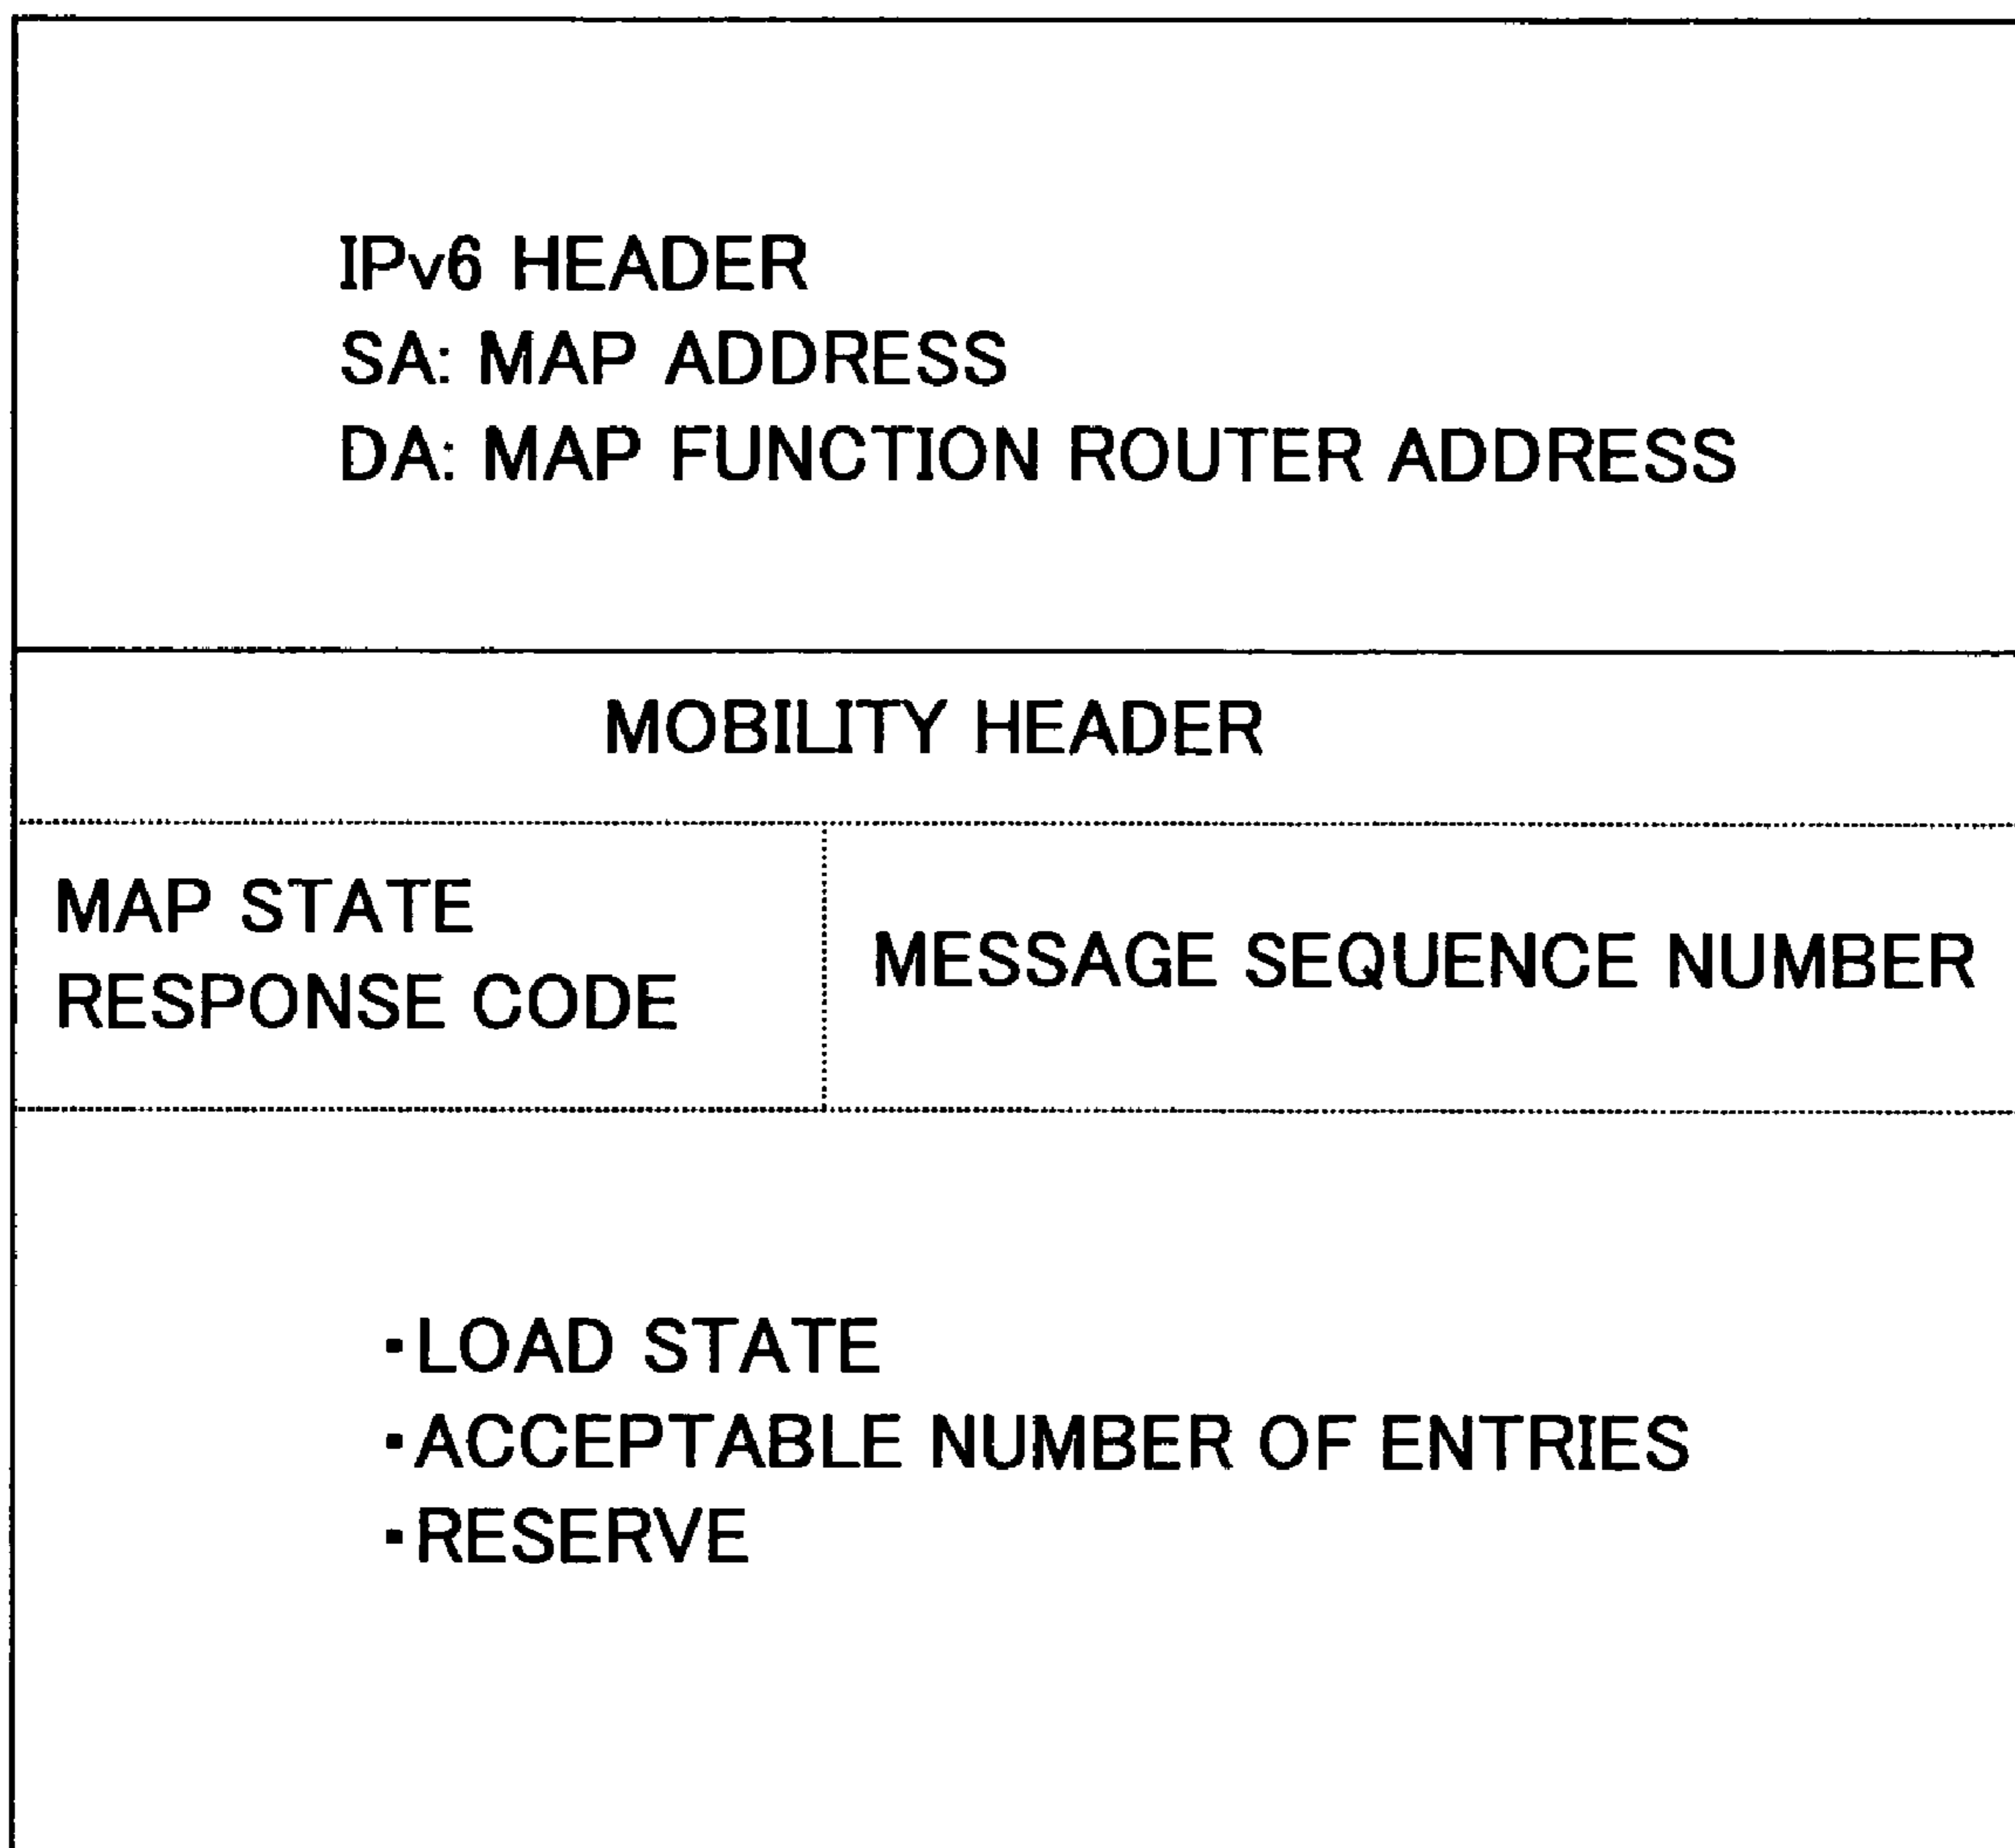 IPv6 HEADER
SA: MAP ADDRESS
DA: MAP FUNCTION ROUTER ADDRESS
MOBILITY HEADER
MAP STATE
RESPONSE CODE
MESSAGE SEQUENCE NUMBER
・LOAD STATE
・ACCEPTABLE NUMBER OF ENTRIES
・RESERVE